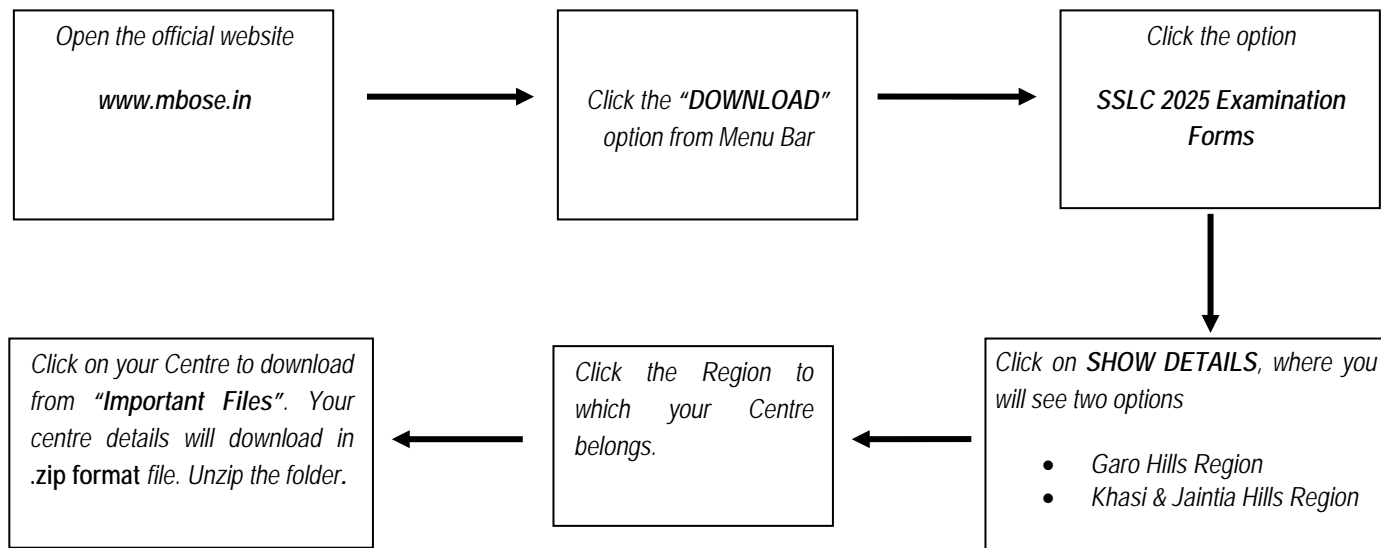 Open the official website
www.mbose.in
Click the “DOWNLOAD”
option from Menu Bar
Click the option
SSLC 2025 Examination
Forms
Click on SHOW DETAILS, where you
will see two options
• Garo Hills Region
• Khasi & Jaintia Hills Region
Click the Region to
which your Centre
belongs.
Click on your Centre to download
from “Important Files”. Your
centre details will download in
.zip format file. Unzip the folder.